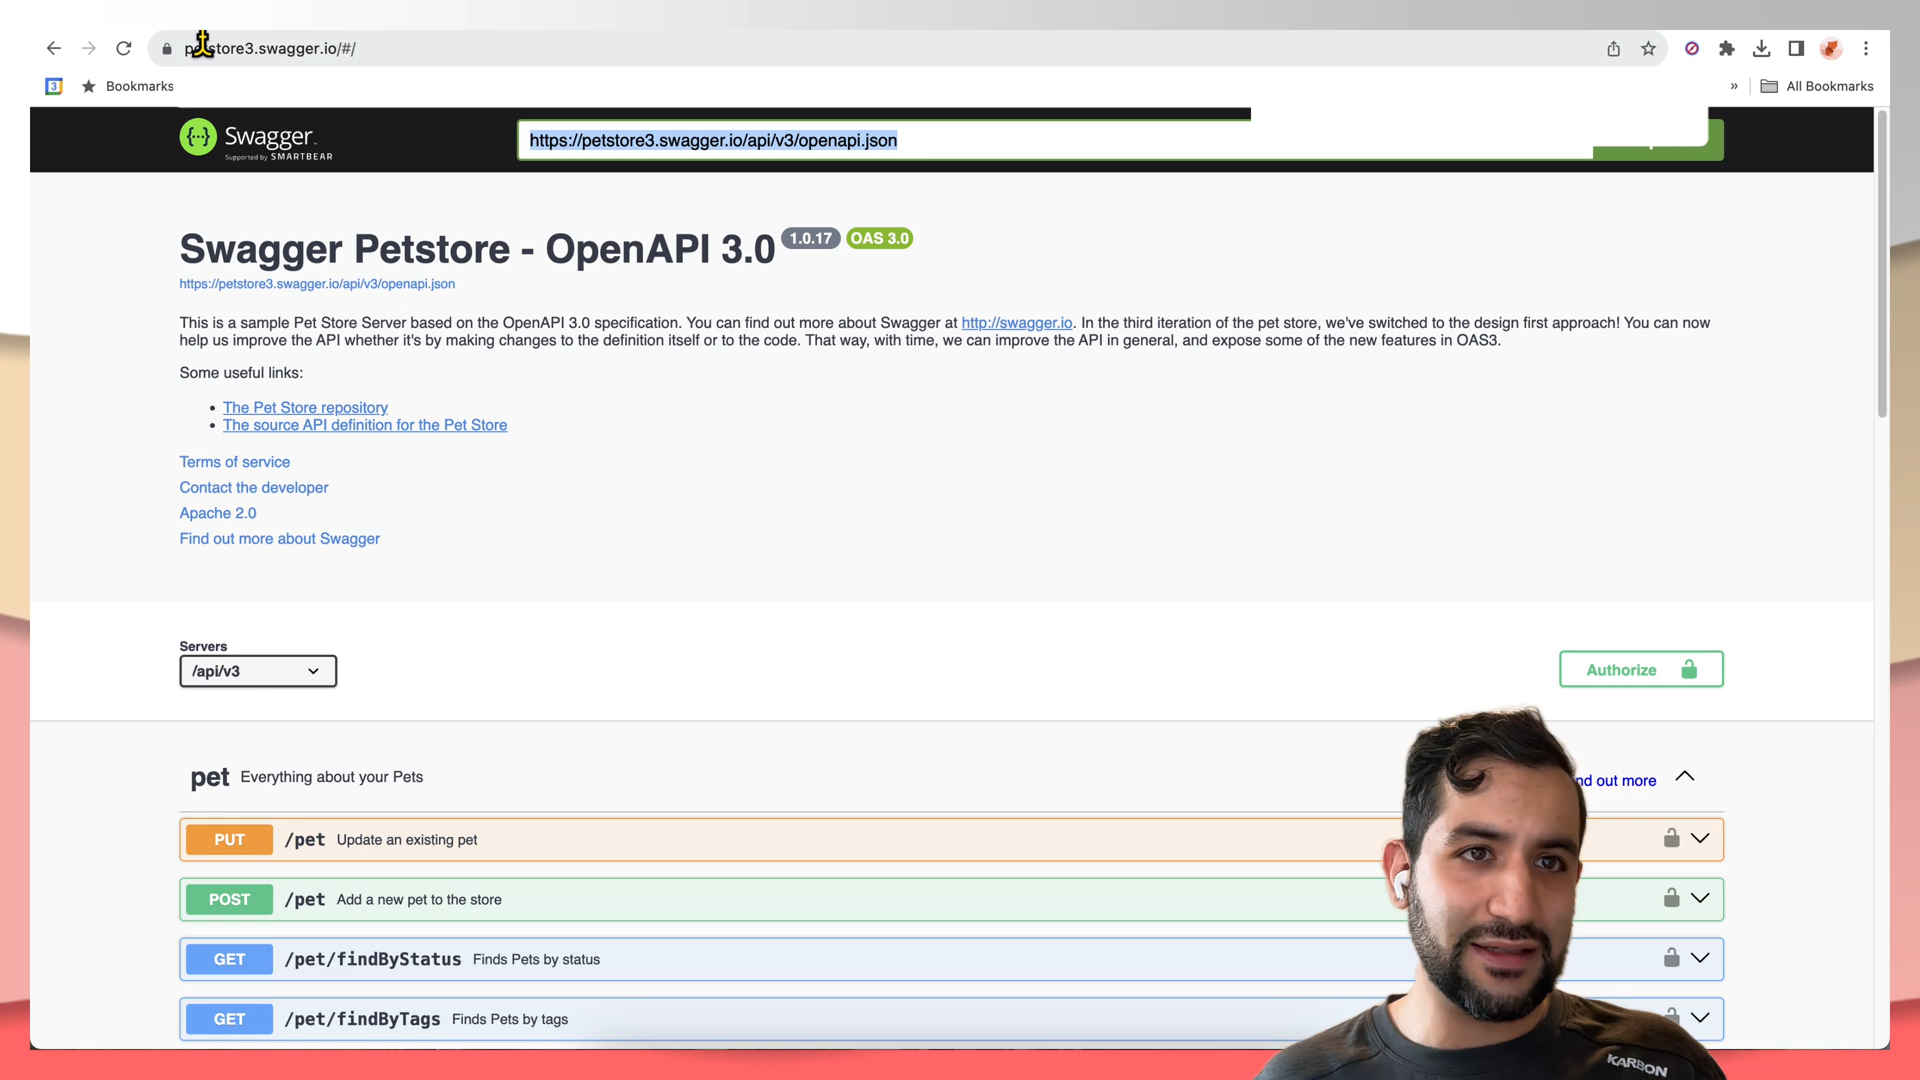 petstore3.swagger.io/#/
3 Bookmarks » All Bookmarks
{···} Swagger. https://petstore3.swagger.io/api/v3/openapi.json
Supported by SMARTBEAR
Swagger Petstore - OpenAPI 3.0 1.0.17 OAS 3.0
https://petstore3.swagger.io/api/v3/openapi.json
This is a sample Pet Store Server based on the OpenAPI 3.0 specification. You can find out more about Swagger at http://swagger.io. In the third iteration of the pet store, we've switched to the design first approach! You can now
help us improve the API whether it's by making changes to the definition itself or to the code. That way, with time, we can improve the API in general, and expose some of the new features in OAS3.
Some useful links:
• The Pet Store repository
• The source API definition for the Pet Store
Terms of service
Contact the developer
Apache 2.0
Find out more about Swagger
Servers
/api/v3
Authorize
pet Everything about your Pets nd out more
PUT /pet Update an existing pet
POST /pet Add a new pet to the store
GET /pet/findByStatus Finds Pets by status
GET /pet/findByTags Finds Pets by tags
KARBON